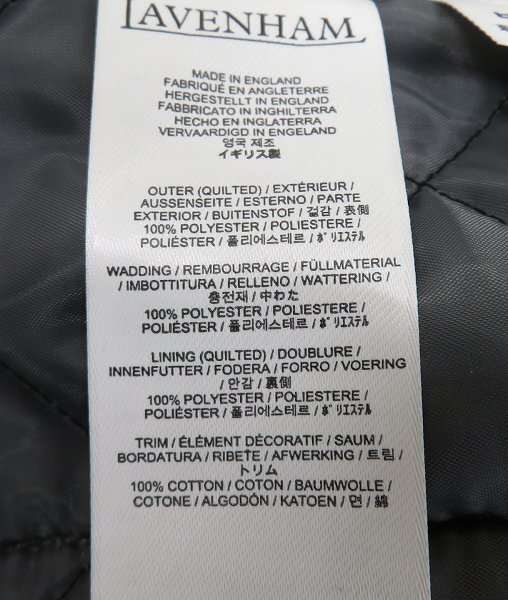 LAVENHAM
MADE IN ENGLAND
FABRIQUÉ EN ANGLETERRE
HERGESTELLT IN ENGLAND
FABBRICATO IN INGHILTERRA
HECHO EN INGLATERRA
VERVAARDIGD IN ENGELAND
영국 제조
イギリス製
OUTER (QUILTED) / EXTÉRIEUR /
AUSSENSEITE / ESTERNO / PARTE
EXTERIOR / BUITENSTOF / 겉감 / 表側
100% POLYESTER / POLIESTERE /
POLIÉSTER / 폴리에스테르 / ﾎﾟﾘｴｽﾃﾙ
WADDING / REMBOURRAGE / FÜLLMATERIAL
/ IMBOTTITURA / RELLENO / WATTERING /
충전재 / 中わた
100% POLYESTER / POLIESTERE /
POLIÉSTER / 폴리에스테르 / ﾎﾟﾘｴｽﾃﾙ
LINING (QUILTED) / DOUBLURE /
INNENFUTTER / FODERA / FORRO / VOERING
/ 안감 / 裏側
100% POLYESTER / POLIESTERE /
POLIÉSTER / 폴리에스테르 / ﾎﾟﾘｴｽﾃﾙ
TRIM / ÉLÉMENT DÉCORATIF / SAUM /
BORDATURA / RIBETE / AFWERKING / 트림 /
トリム
100% COTTON / COTON / BAUMWOLLE /
COTONE / ALGODÓN / KATOEN / 면 / 綿